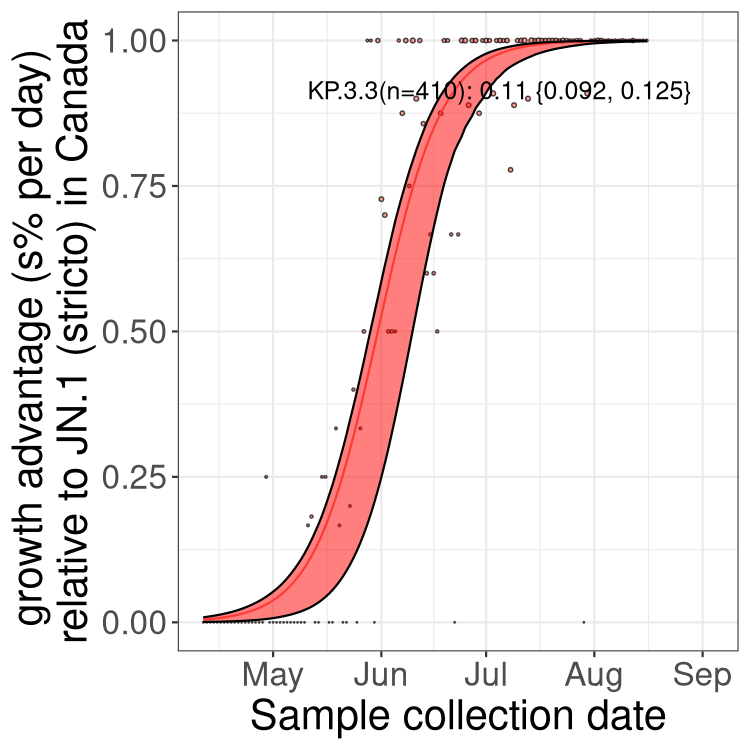 growth advantage (s% per day)
relative to JN.1 (stricto) in Canada
1.00
0.75
0.50
0.25
0.00
KP.3.3(n=410): 0.11 {0.092, 0.125}
May Jun Jul Aug Sep
Sample collection date